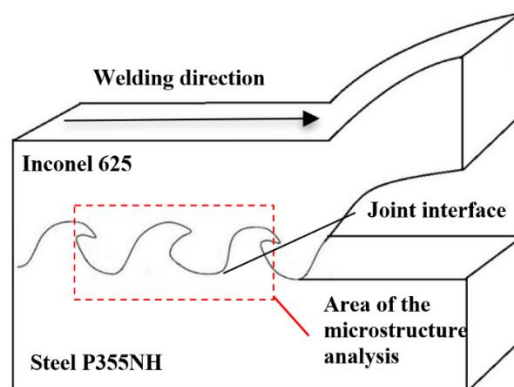 Welding direction
Inconel 625
Joint interface
Area of the
microstructure
analysis
Steel P355NH